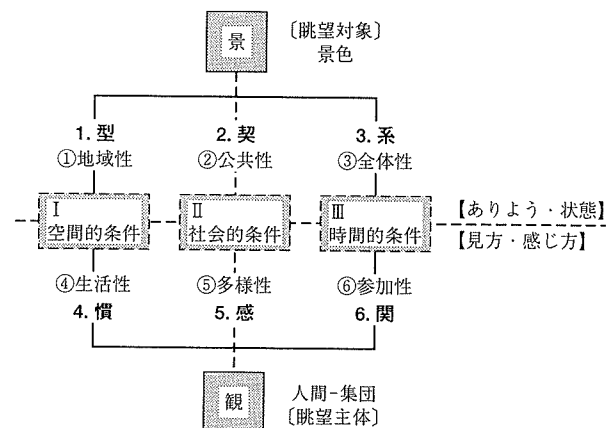 景
〔眺望対象〕
景色
1. 型
2. 契
3. 系
①地域性
②公共性
③全体性
Ⅰ
空間的条件
Ⅱ
社会的条件
Ⅲ
時間的条件
【ありよう・状態】
【見方・感じ方】
④生活性
⑤多様性
⑥参加性
4. 慣
5. 感
6. 関
観
人間-集団
〔眺望主体〕